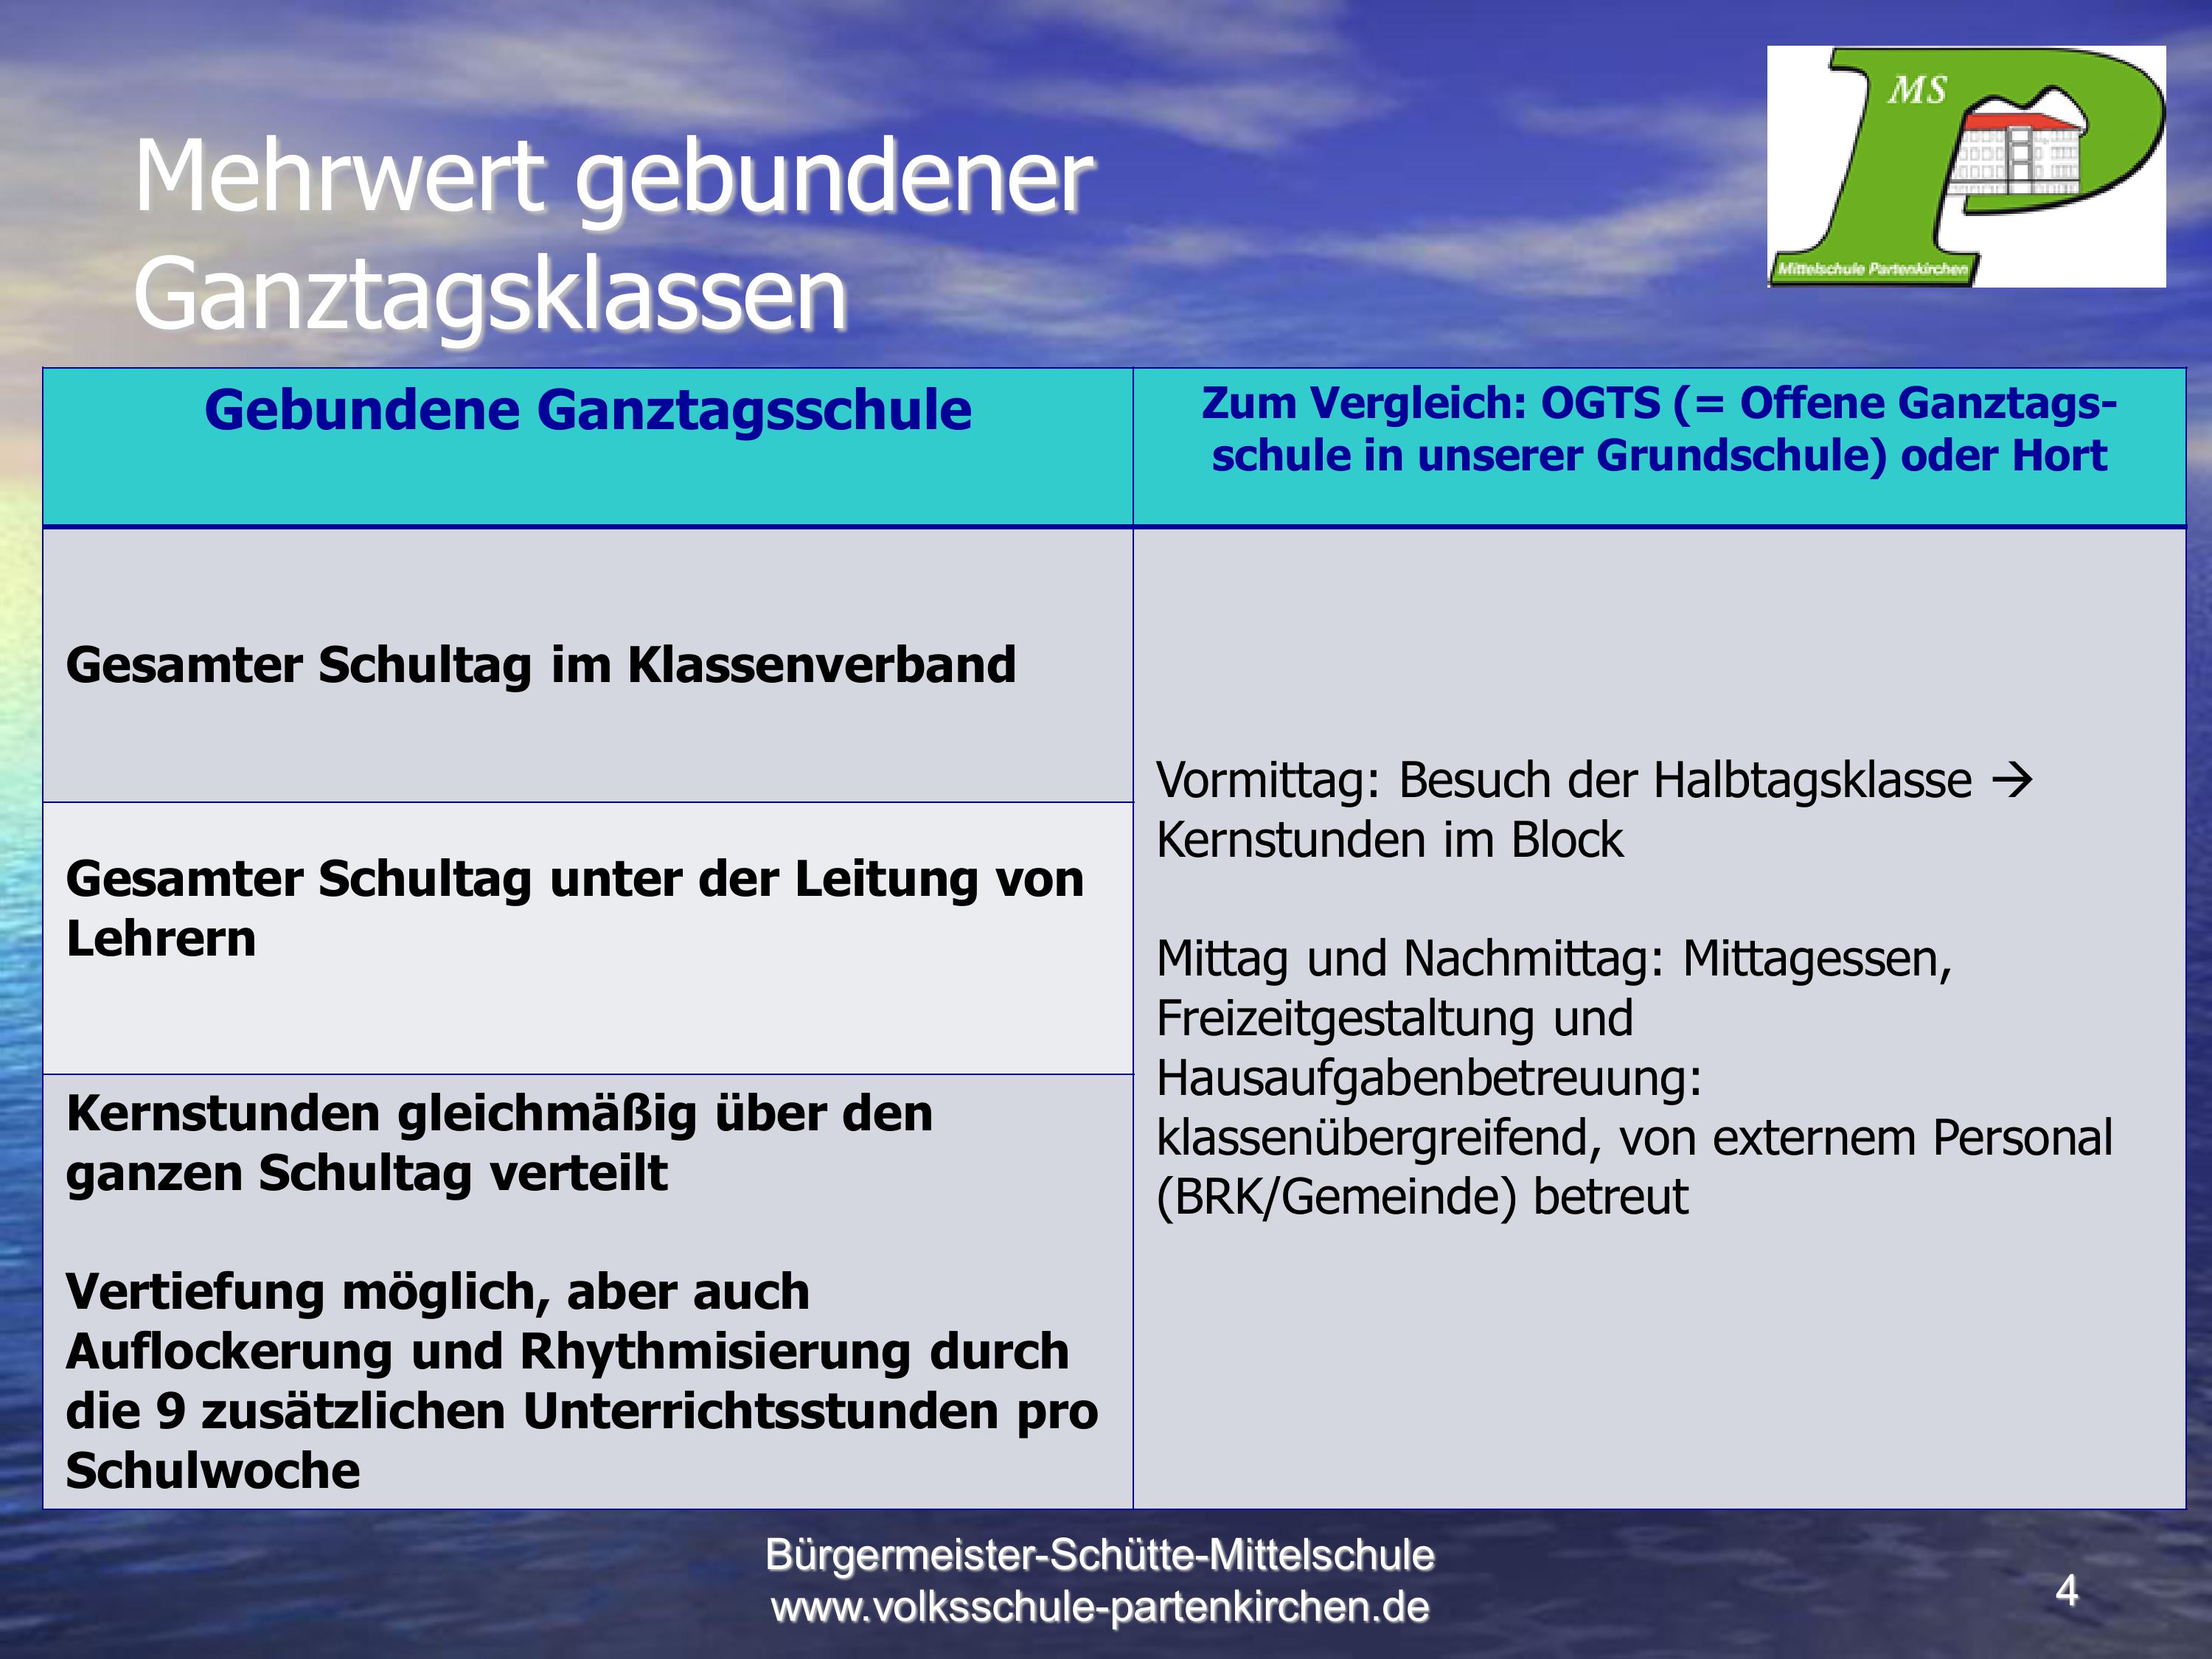 MS
Mittelschule Partenkirchen
Mehrwert gebundener
Ganztagsklassen
Gebundene Ganztagsschule
Zum Vergleich: OGTS (= Offene Ganztags-
schule in unserer Grundschule) oder Hort
Gesamter Schultag im Klassenverband
Gesamter Schultag unter der Leitung von
Lehrern
Kernstunden gleichmäßig über den
ganzen Schultag verteilt
Vertiefung möglich, aber auch
Auflockerung und Rhythmisierung durch
die 9 zusätzlichen Unterrichtsstunden pro
Schulwoche
Vormittag: Besuch der Halbtagsklasse →
Kernstunden im Block
Mittag und Nachmittag: Mittagessen,
Freizeitgestaltung und
Hausaufgabenbetreuung:
klassenübergreifend, von externem Personal
(BRK/Gemeinde) betreut
Bürgermeister-Schütte-Mittelschule
www.volksschule-partenkirchen.de
4